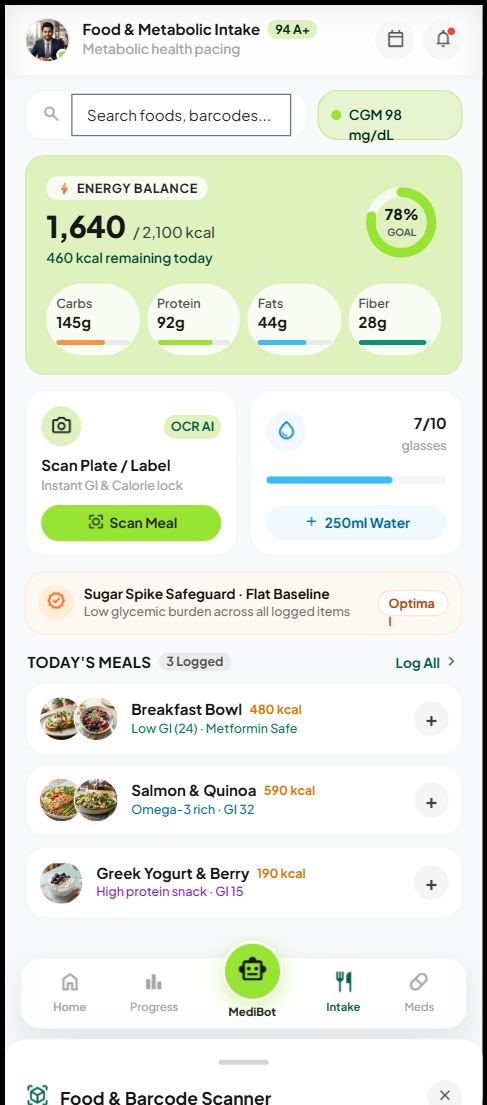 Food & Metabolic Intake 94 A+
Metabolic health pacing
Search foods, barcodes...
CGM 98
mg/dL
ENERGY BALANCE
1,640 / 2,100 kcal
460 kcal remaining today
78%
GOAL
Carbs
145g
Protein
92g
Fats
44g
Fiber
28g
OCR AI
Scan Plate / Label
Instant GI & Calorie lock
Scan Meal
7/10
glasses
+ 250ml Water
Sugar Spike Safeguard · Flat Baseline
Low glycemic burden across all logged items
Optima
l
TODAY'S MEALS 3 Logged
Log All >
Breakfast Bowl 480 kcal
Low GI (24) · Metformin Safe
+
Salmon & Quinoa 590 kcal
Omega-3 rich · GI 32
+
Greek Yogurt & Berry 190 kcal
High protein snack · GI 15
+
Home
Progress
MediBot
Intake
Meds
Food & Barcode Scanner